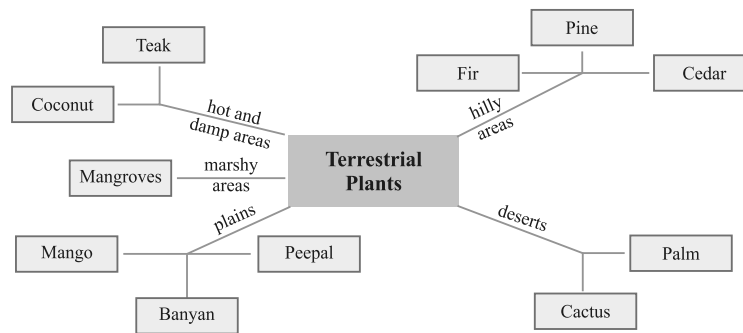 Teak
Coconut
hot and
damp areas
Pine
Fir
Cedar
hilly
areas
Terrestrial
Plants
Mangroves
marshy
areas
plains
Mango
Peepal
Banyan
deserts
Palm
Cactus